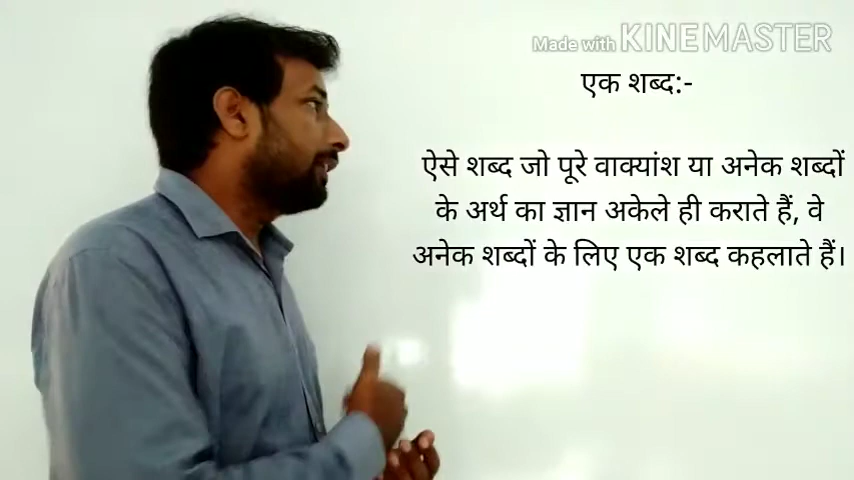 Made with KINEMASTER
एक शब्द:-
ऐसे शब्द जो पूरे वाक्यांश या अनेक शब्दों
के अर्थ का ज्ञान अकेले ही कराते हैं, वे
अनेक शब्दों के लिए एक शब्द कहलाते हैं।